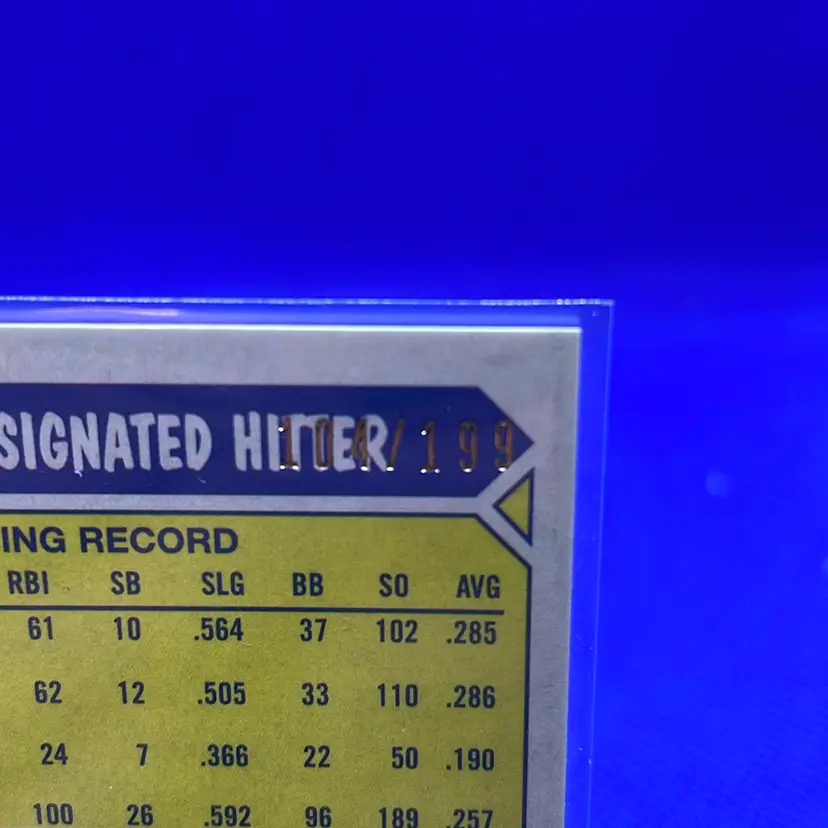 SIGNATED HITTER 104/199
ING RECORD
RBI SB SLG BB SO AVG
61 10 .564 37 102 .285
62 12 .505 33 110 .286
24 7 .366 22 50 .190
100 26 .592 96 189 .257